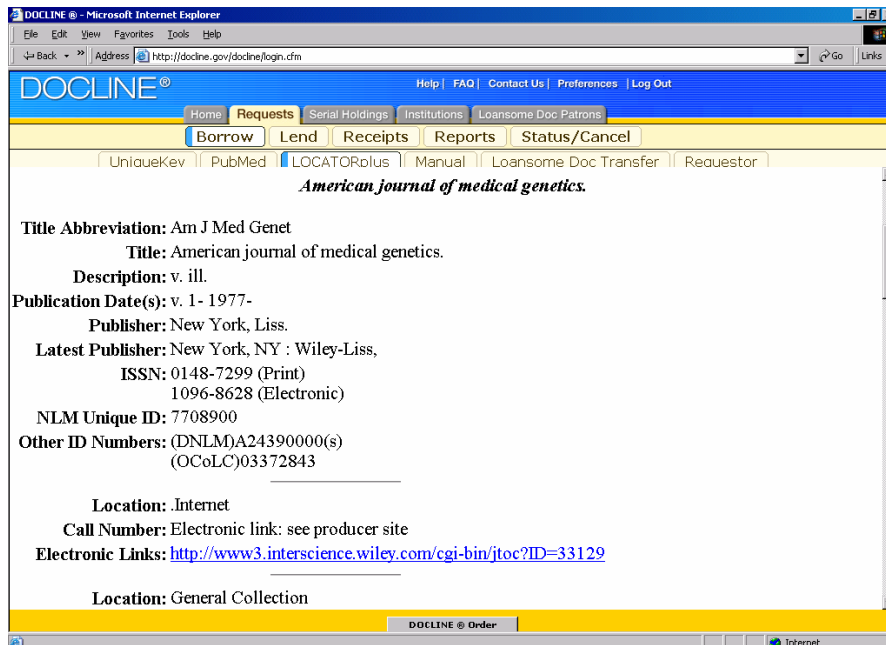 DOCLINE ® - Microsoft Internet Explorer
File Edit View Favorites Tools Help
Back » Address http://docline.gov/docline/login.cfm Go Links
DOCLINE® Help | FAQ | Contact Us | Preferences | Log Out
Home Requests Serial Holdings Institutions Loansome Doc Patrons
Borrow Lend Receipts Reports Status/Cancel
UniqueKey PubMed LOCATORplus Manual Loansome Doc Transfer Requestor
American journal of medical genetics.
Title Abbreviation: Am J Med Genet
Title: American journal of medical genetics.
Description: v. ill.
Publication Date(s): v. 1- 1977-
Publisher: New York, Liss.
Latest Publisher: New York, NY : Wiley-Liss,
ISSN: 0148-7299 (Print)
1096-8628 (Electronic)
NLM Unique ID: 7708900
Other ID Numbers: (DNLM)A24390000(s)
(OCoLC)03372843
Location: .Internet
Call Number: Electronic link: see producer site
Electronic Links: http://www3.interscience.wiley.com/cgi-bin/jtoc?ID=33129
Location: General Collection
DOCLINE ® Order
Internet